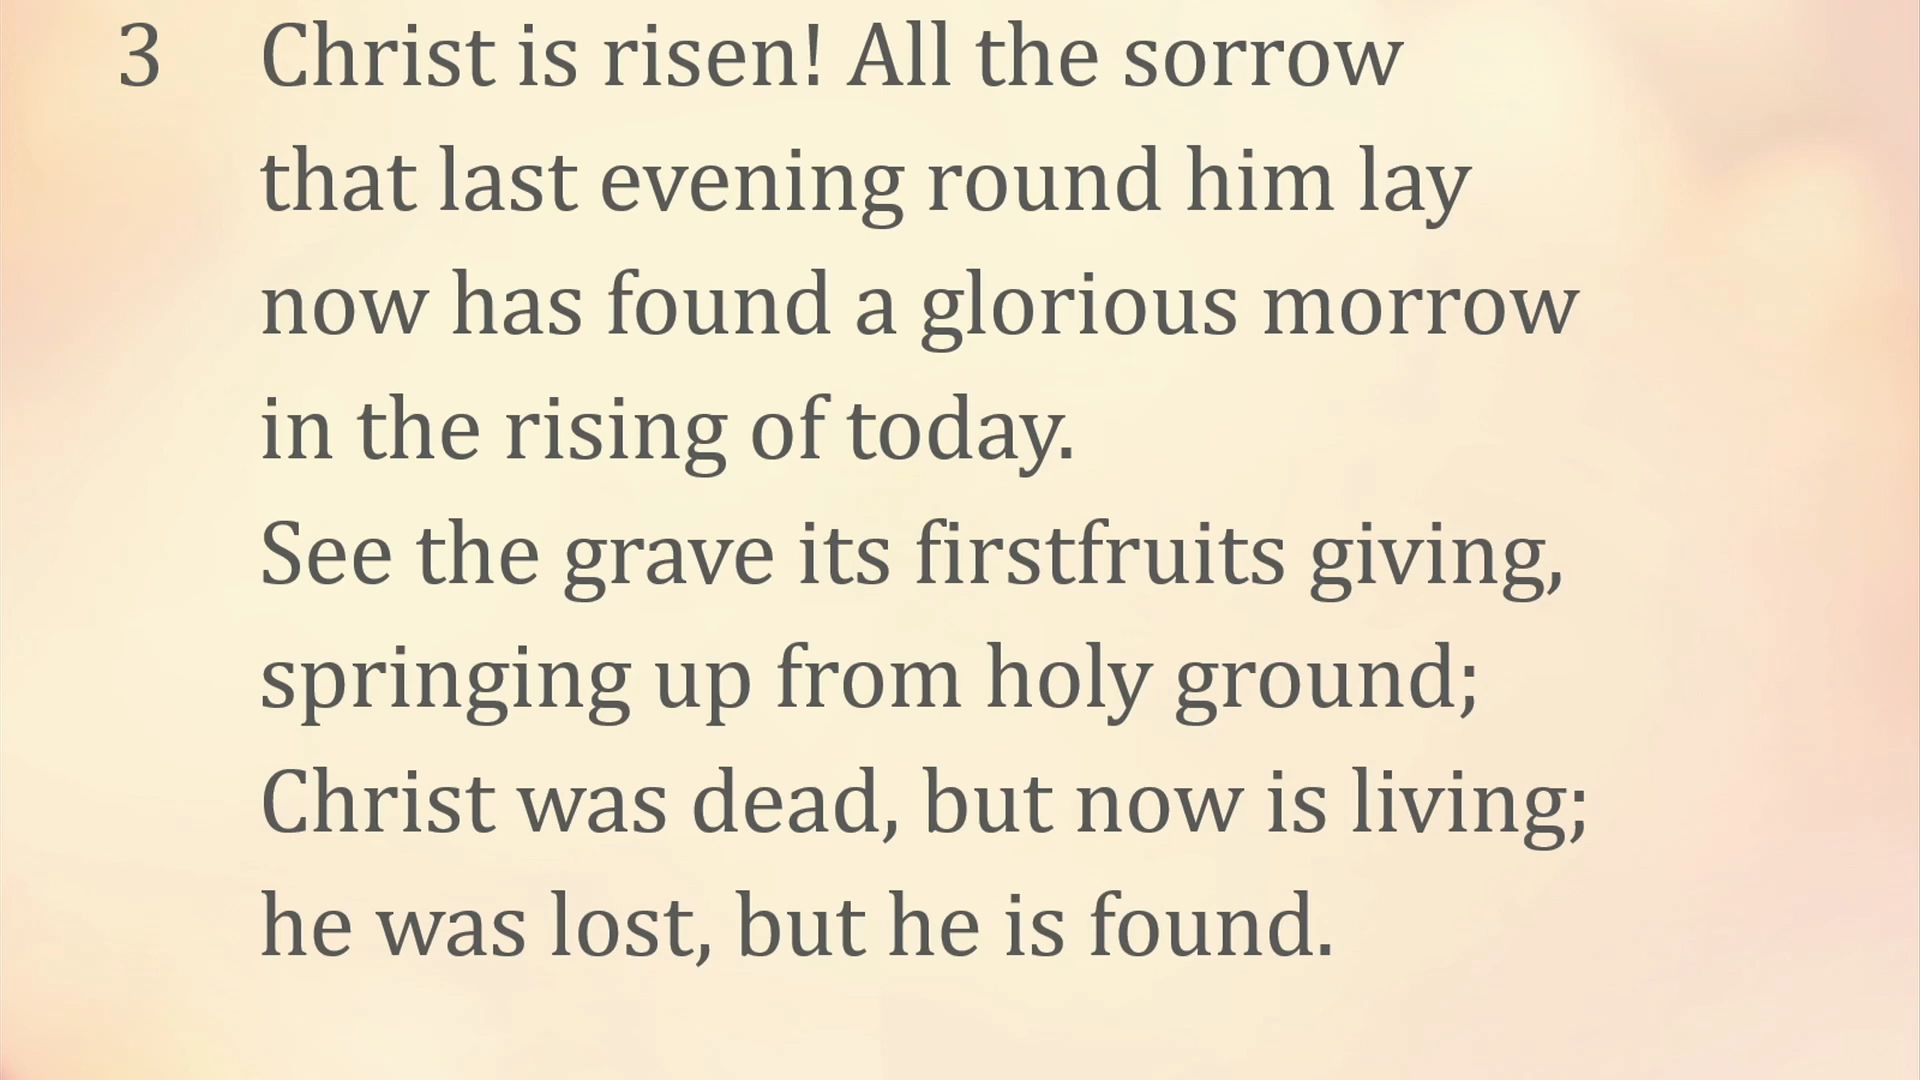 3 Christ is risen! All the sorrow
that last evening round him lay
now has found a glorious morrow
in the rising of today.
See the grave its firstfruits giving,
springing up from holy ground;
Christ was dead, but now is living;
he was lost, but he is found.